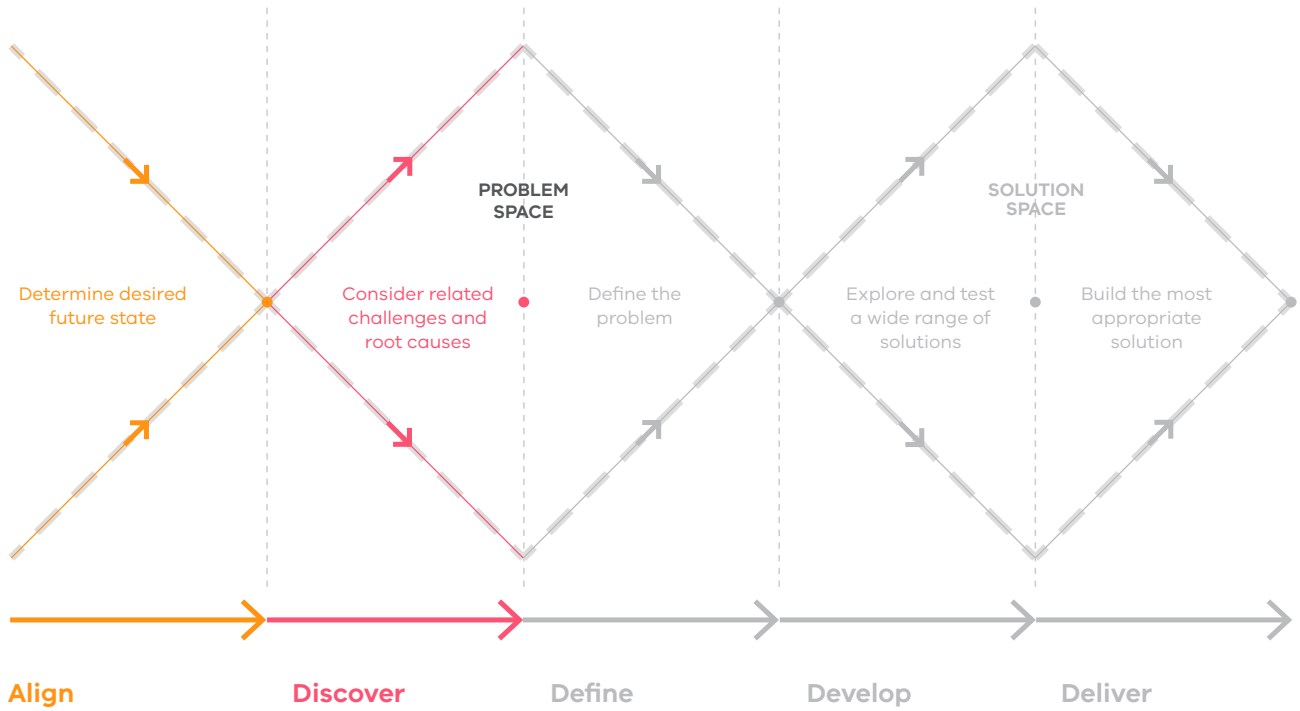 PROBLEM
SPACE
SOLUTION
SPACE
Determine desired
future state
Consider related
challenges and
root causes
Define the
problem
Explore and test
a wide range of
solutions
Build the most
appropriate
solution
Align
Discover
Define
Develop
Deliver